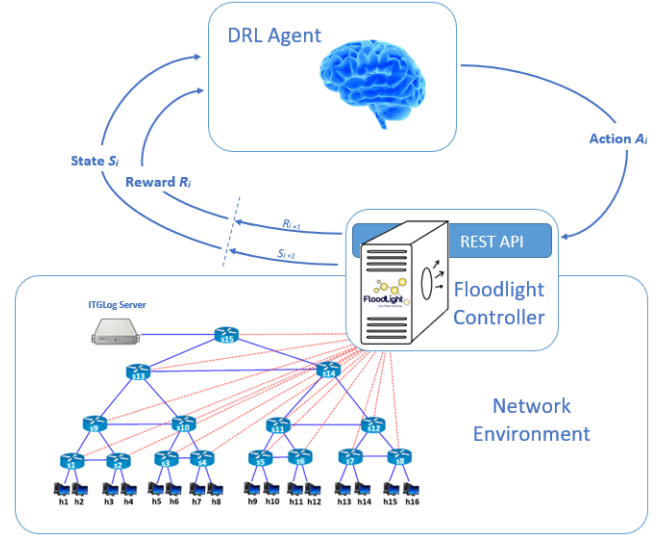 DRL Agent
State Si
Reward Ri
Action Ai
Ri+1
Si+1
REST API
FloodLight
Floodlight
Controller
ITGLog Server
s15
s13
s14
s9
s10
s11
s12
s1
s2
s3
s4
s5
s6
s7
s8
h1 h2 h3 h4 h5 h6 h7 h8 h9 h10 h11 h12 h13 h14 h15 h16
Network
Environment